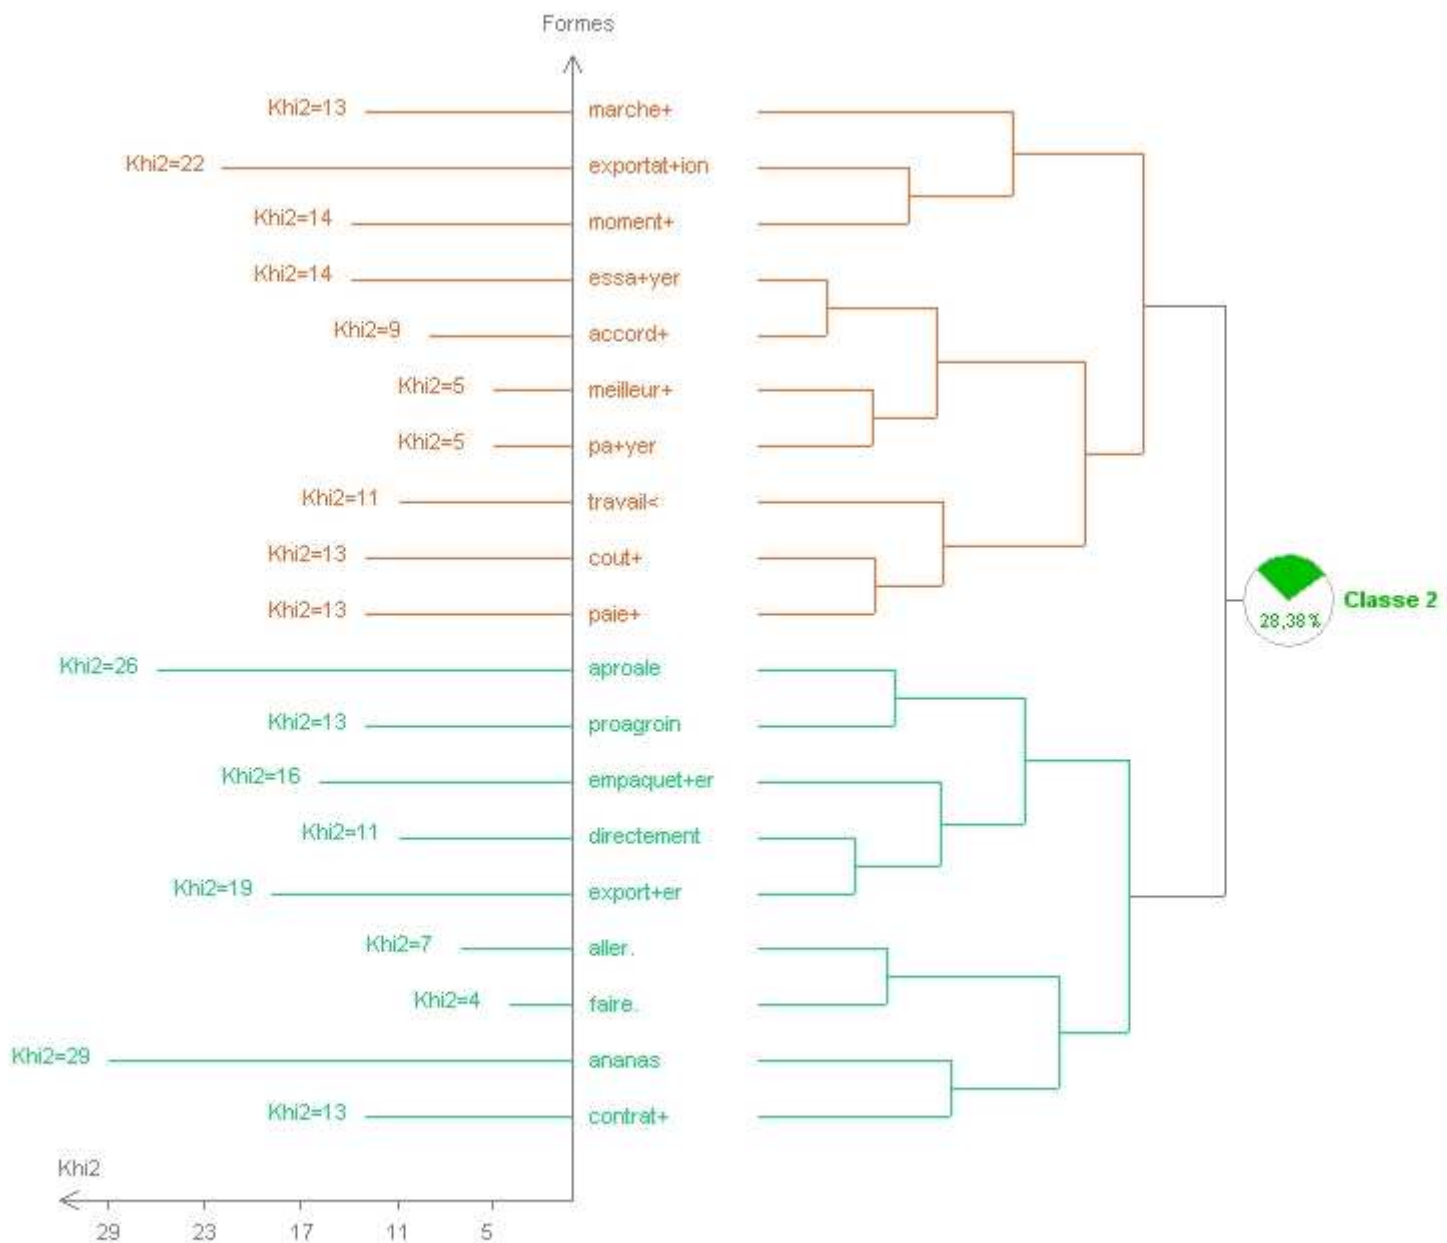 Formes
Khi2=13 marche+
Khi2=22 exportat+ion
Khi2=14 moment+
Khi2=14 essa+yer
Khi2=9 accord+
Khi2=5 meilleur+
Khi2=5 pa+yer
Khi2=11 travail<
Khi2=13 cout+
Khi2=13 paie+
Classe 2
28,38%
Khi2=26 aproale
Khi2=13 proagroin
Khi2=16 empaquet+er
Khi2=11 directement
Khi2=19 export+er
Khi2=7 aller.
Khi2=4 faire.
Khi2=29 ananas
Khi2=13 contrat+
Khi2
29 23 17 11 5